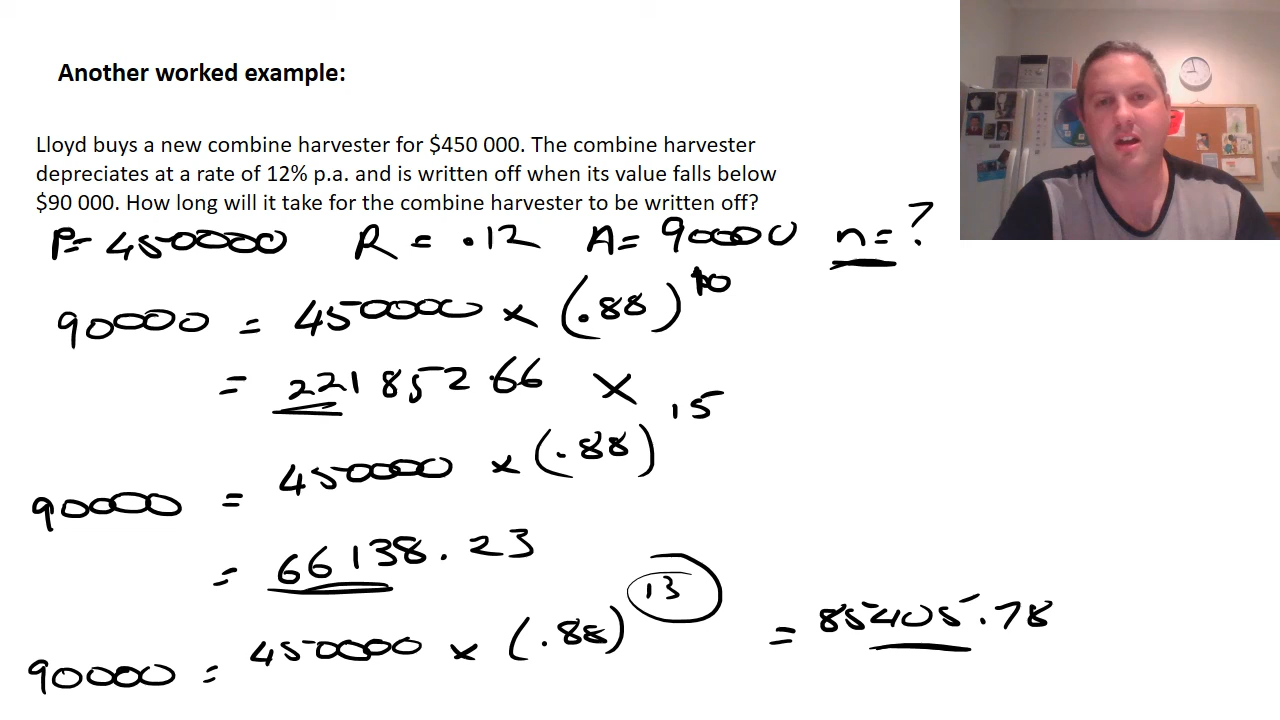 Another worked example:
Lloyd buys a new combine harvester for $450 000. The combine harvester
depreciates at a rate of 12% p.a. and is written off when its value falls below
$90 000. How long will it take for the combine harvester to be written off?
P= 450000 R = .12 A= 90000 n= ?
90000 = 450000 × (.88)^10
= 221852.66 ×
90000 = 450000 × (.88)^15
= 66138.23
90000 = 450000 × (.88)^13 = 85405.78